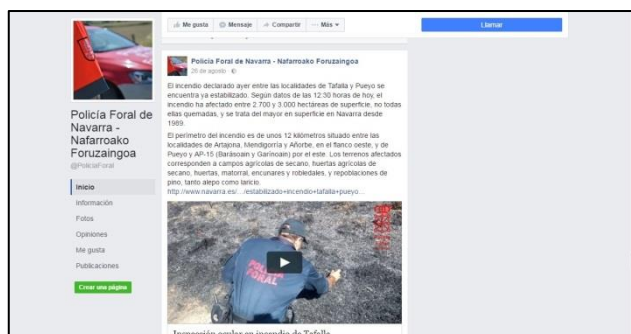 Me gusta Mensaje Compartir Más
Llamar
Policía Foral de
Navarra -
Nafarroako
Foruzaingoa
@PoliciaForal
Inicio
Información
Fotos
Opiniones
Me gusta
Publicaciones
Crear una página
Policía Foral de Navarra - Nafarroako Foruzaingoa
26 de agosto
El incendio declarado ayer entre las localidades de Tafalla y Pueyo se
encuentra ya estabilizado. Según datos de las 12:30 horas de hoy, el
incendio ha afectado entre 2.700 y 3.000 hectáreas de superficie, no todas
ellas quemadas, y se trata del mayor en superficie en Navarra desde
1989.
El perímetro del incendio es de unos 12 kilómetros situado entre las
localidades de Artajona, Mendigorría y Añorbe, en el flanco oeste, y de
Pueyo y AP-15 (Barásoain y Garínoain) por el este. Los terrenos afectados
corresponden a campos agrícolas de secano, huertas agrícolas de
secano, huertas, matorral, encinares y robledales, y repoblaciones de
pino, tanto alepo como laricio.
http://www.navarra.es/.../estabilizado+incendio+tafalla+pueyo...
POLICÍA
FORAL
Inspección ocular en incendio de Tafalla